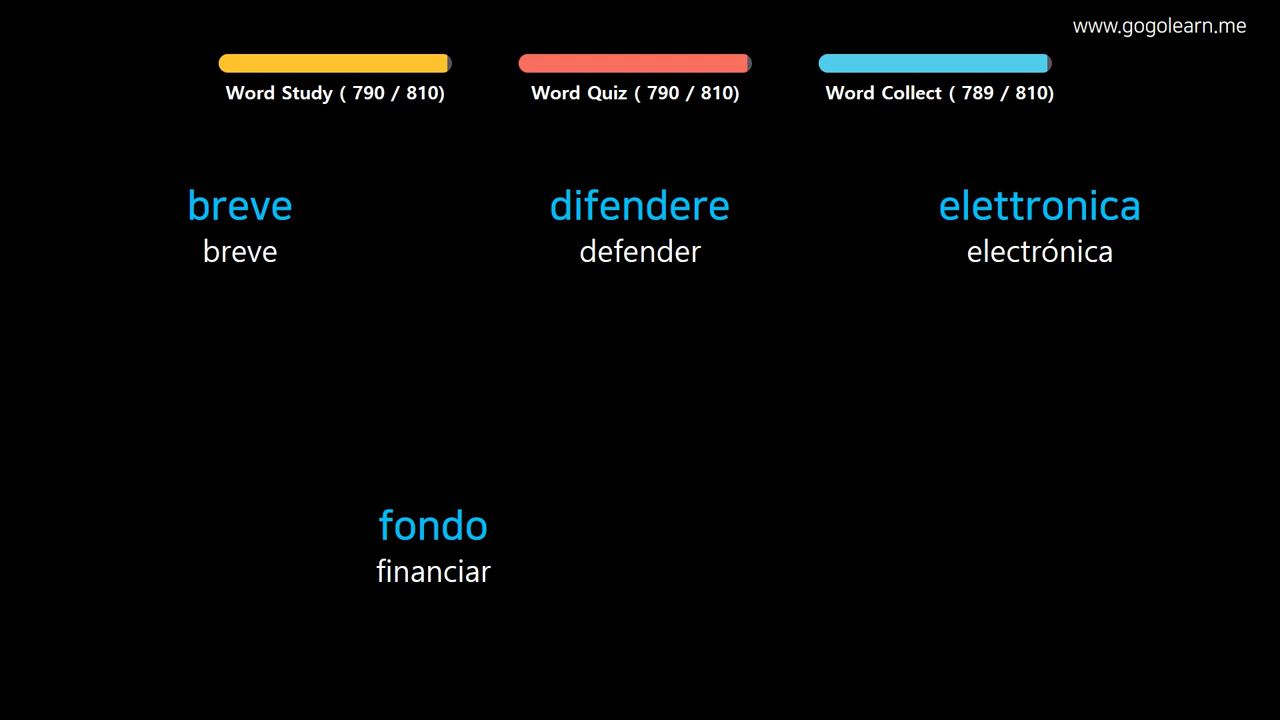 www.gogolearn.me
Word Study ( 790 / 810)
Word Quiz ( 790 / 810)
Word Collect ( 789 / 810)
breve
breve
difendere
defender
elettronica
electrónica
fondo
financiar